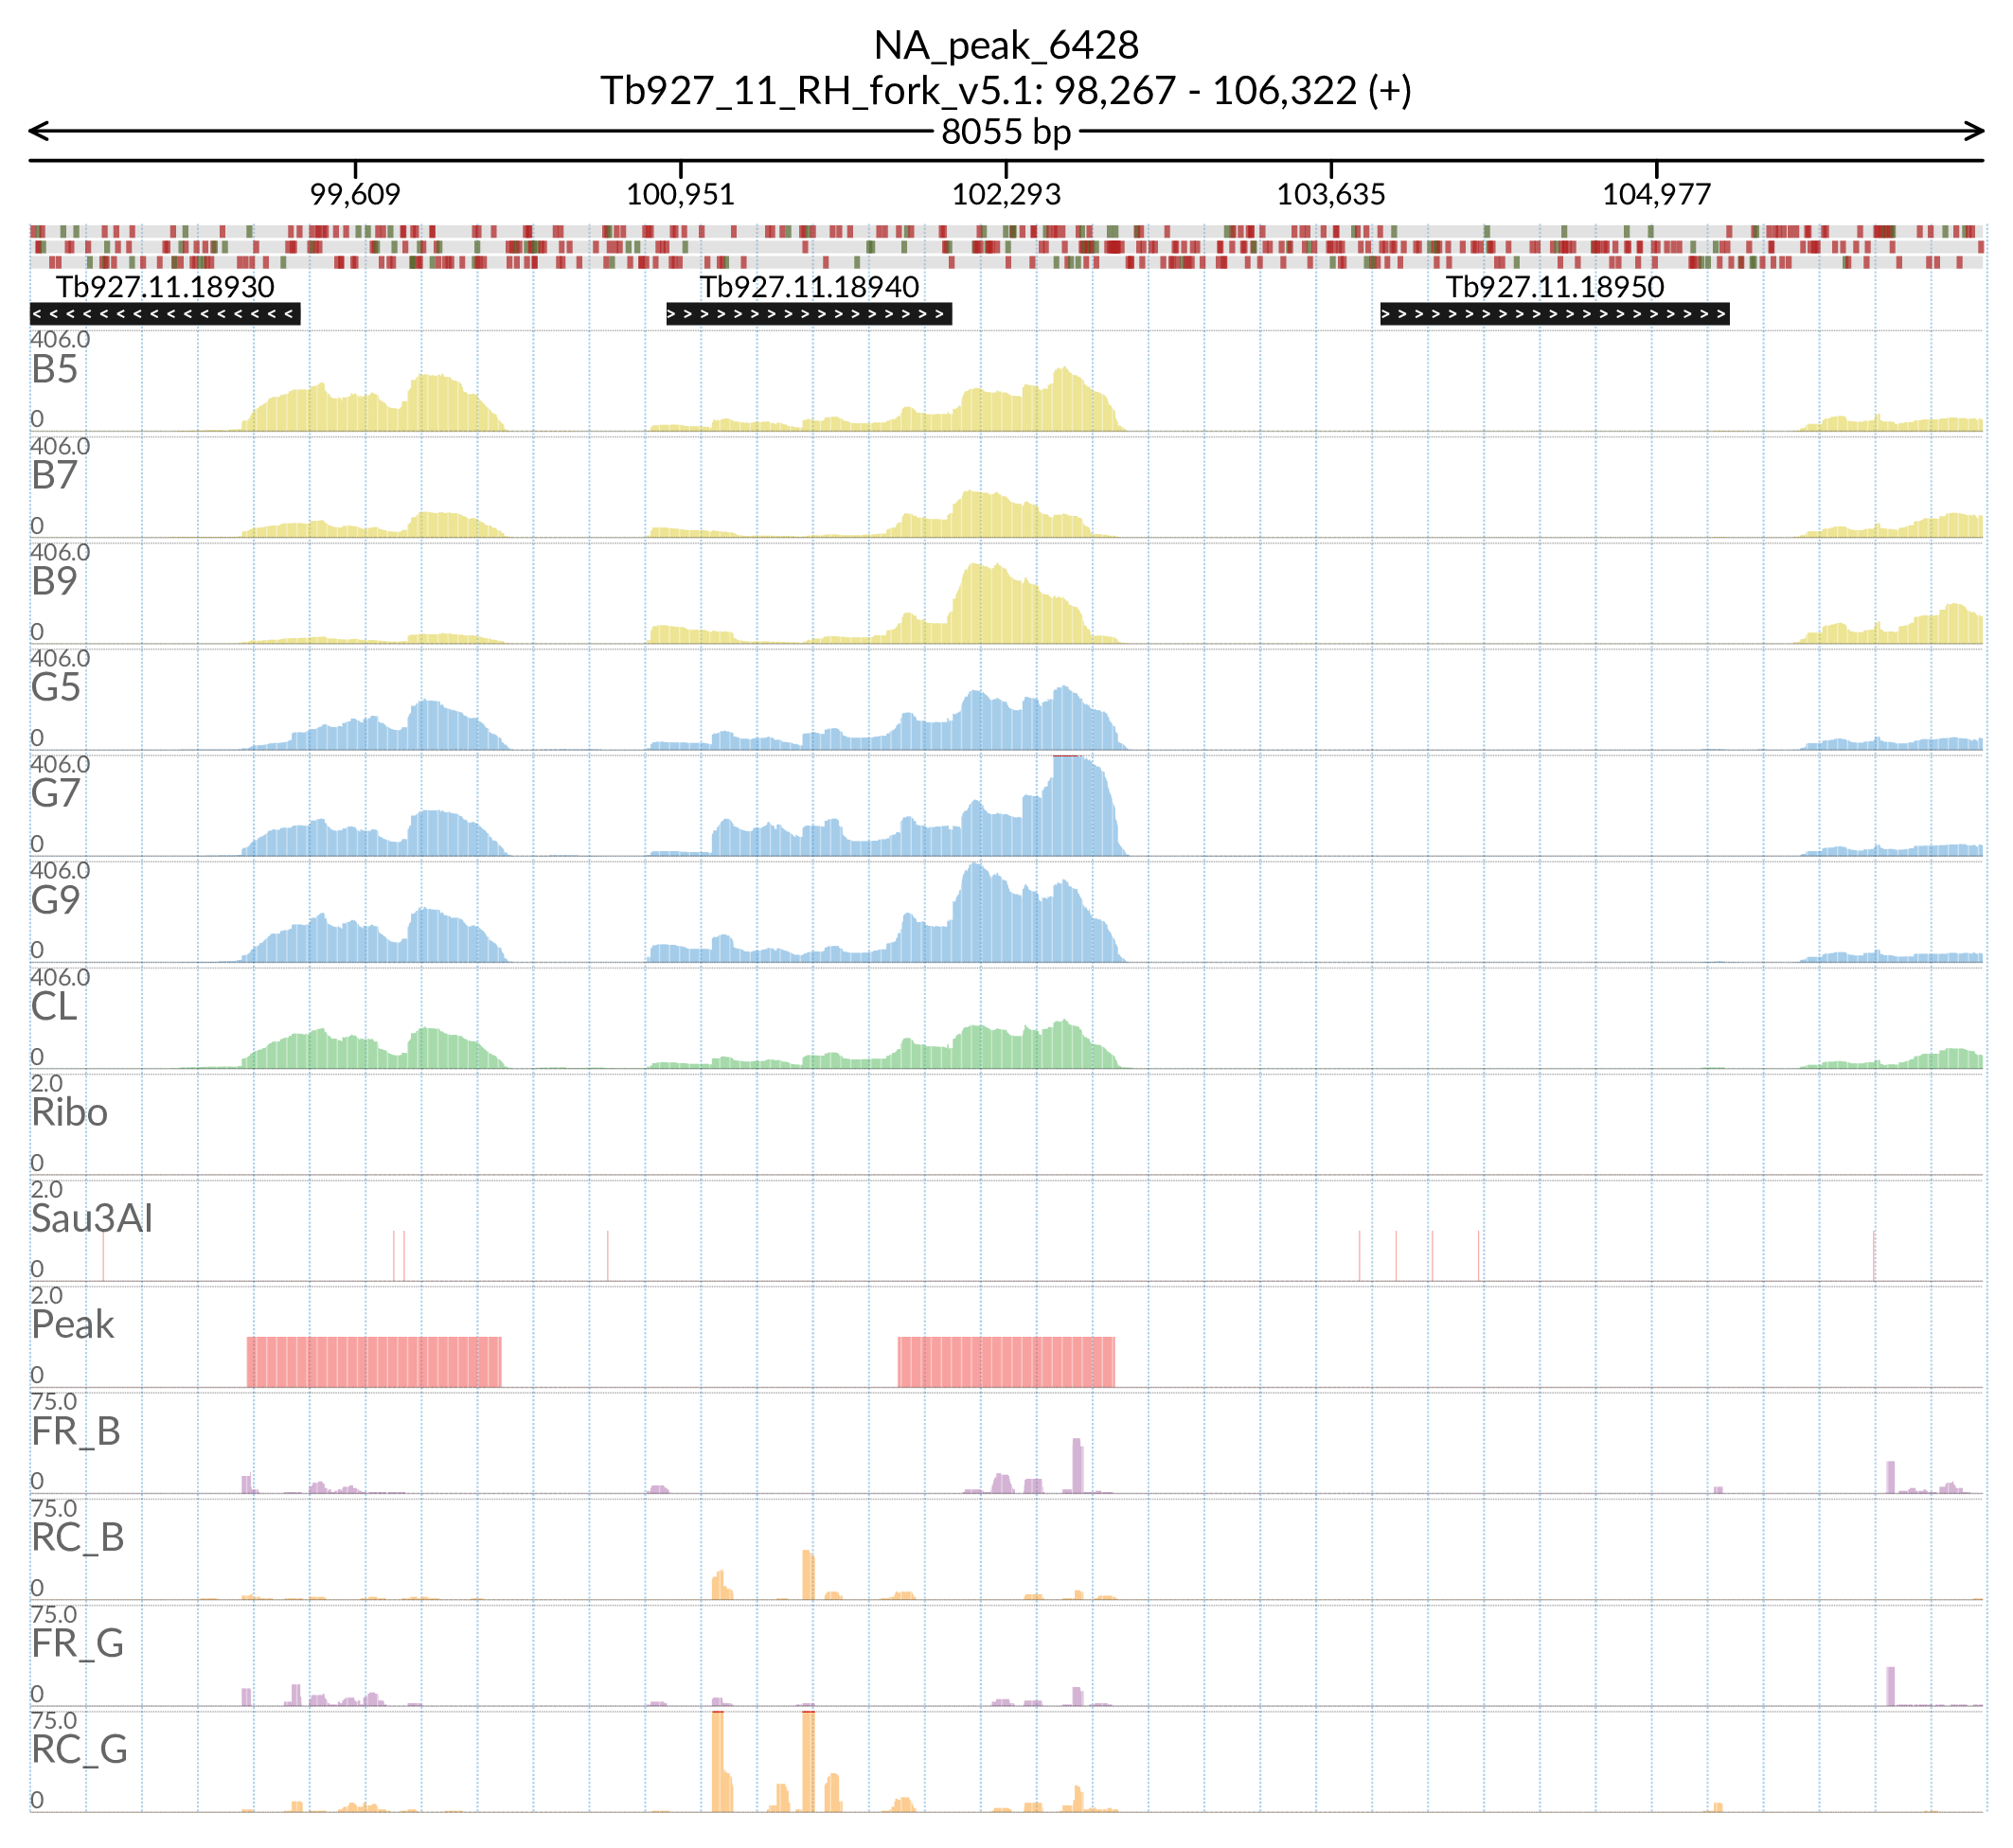 NA_peak_6428
Tb927_11_RH_fork_v5.1: 98,267 - 106,322 (+)
8055 bp
99,609 100,951 102,293 103,635 104,977
Tb927.11.18930 Tb927.11.18940 Tb927.11.18950
406.0
B5
0
406.0
B7
0
406.0
B9
0
406.0
G5
0
406.0
G7
0
406.0
G9
0
406.0
CL
0
2.0
Ribo
0
2.0
Sau3AI
0
2.0
Peak
0
75.0
FR_B
0
75.0
RC_B
0
75.0
FR_G
0
75.0
RC_G
0